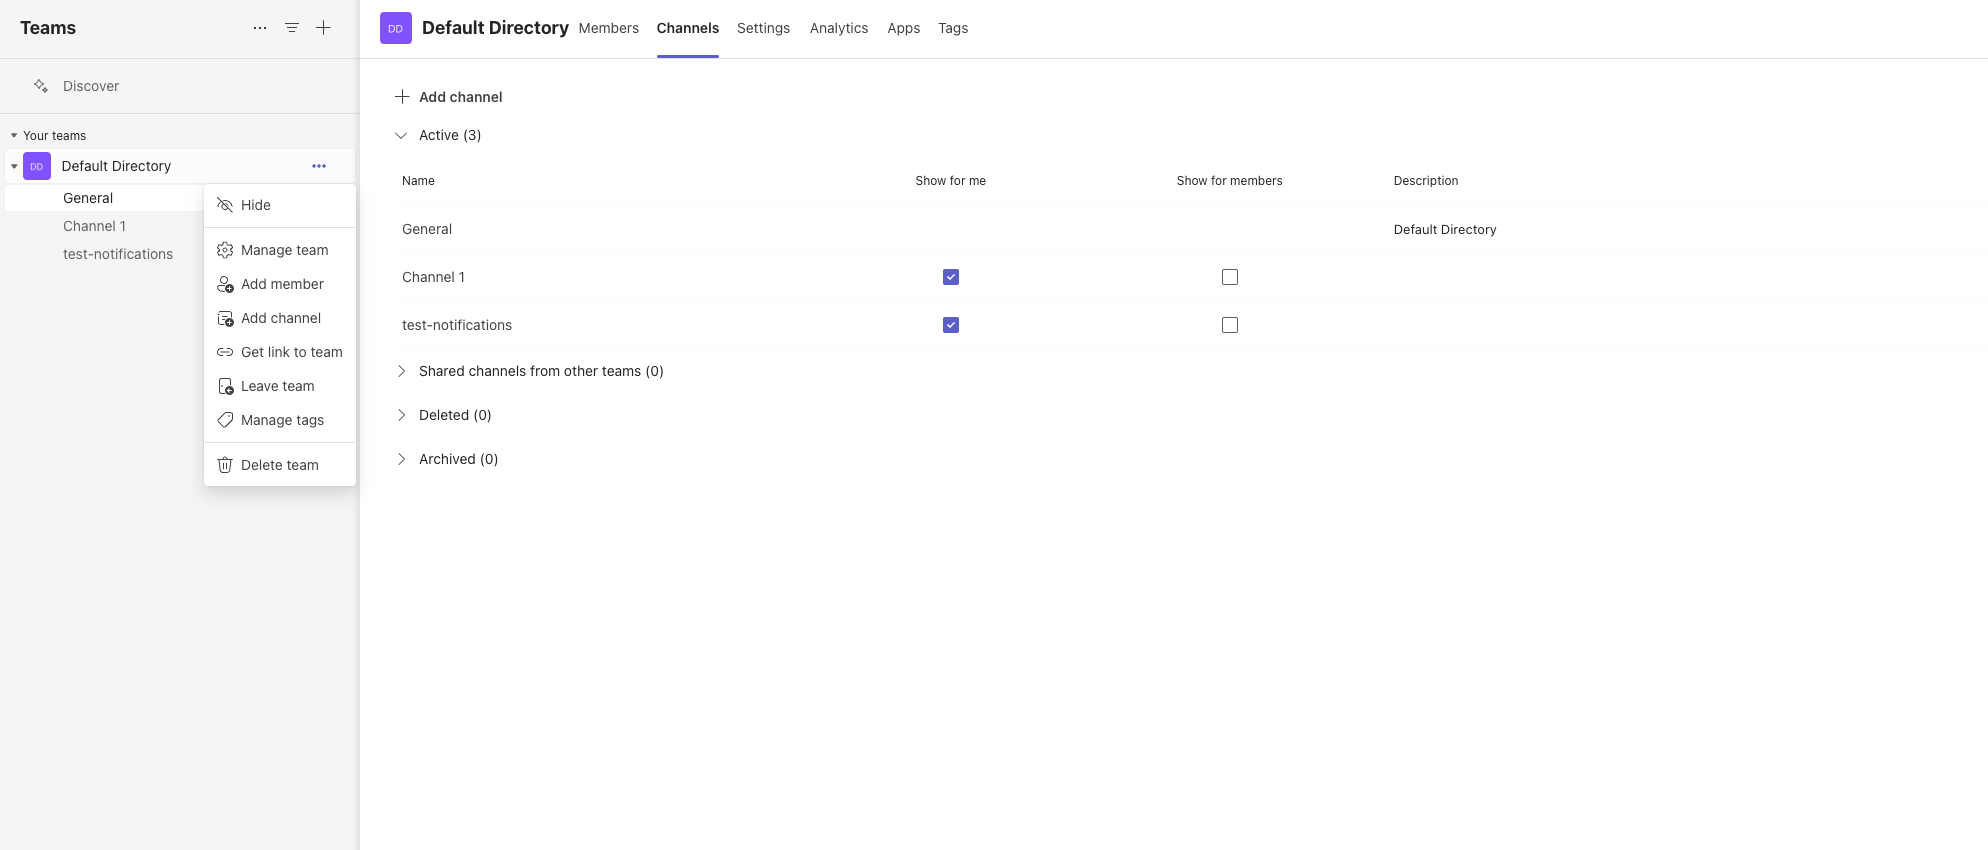 Teams
Discover
Your teams
DD Default Directory
General
Channel 1
test-notifications
Hide
Manage team
Add member
Add channel
Get link to team
Leave team
Manage tags
Delete team
DD Default Directory Members Channels Settings Analytics Apps Tags
Add channel
Active (3)
Name Show for me Show for members Description
General Default Directory
Channel 1
test-notifications
Shared channels from other teams (0)
Deleted (0)
Archived (0)